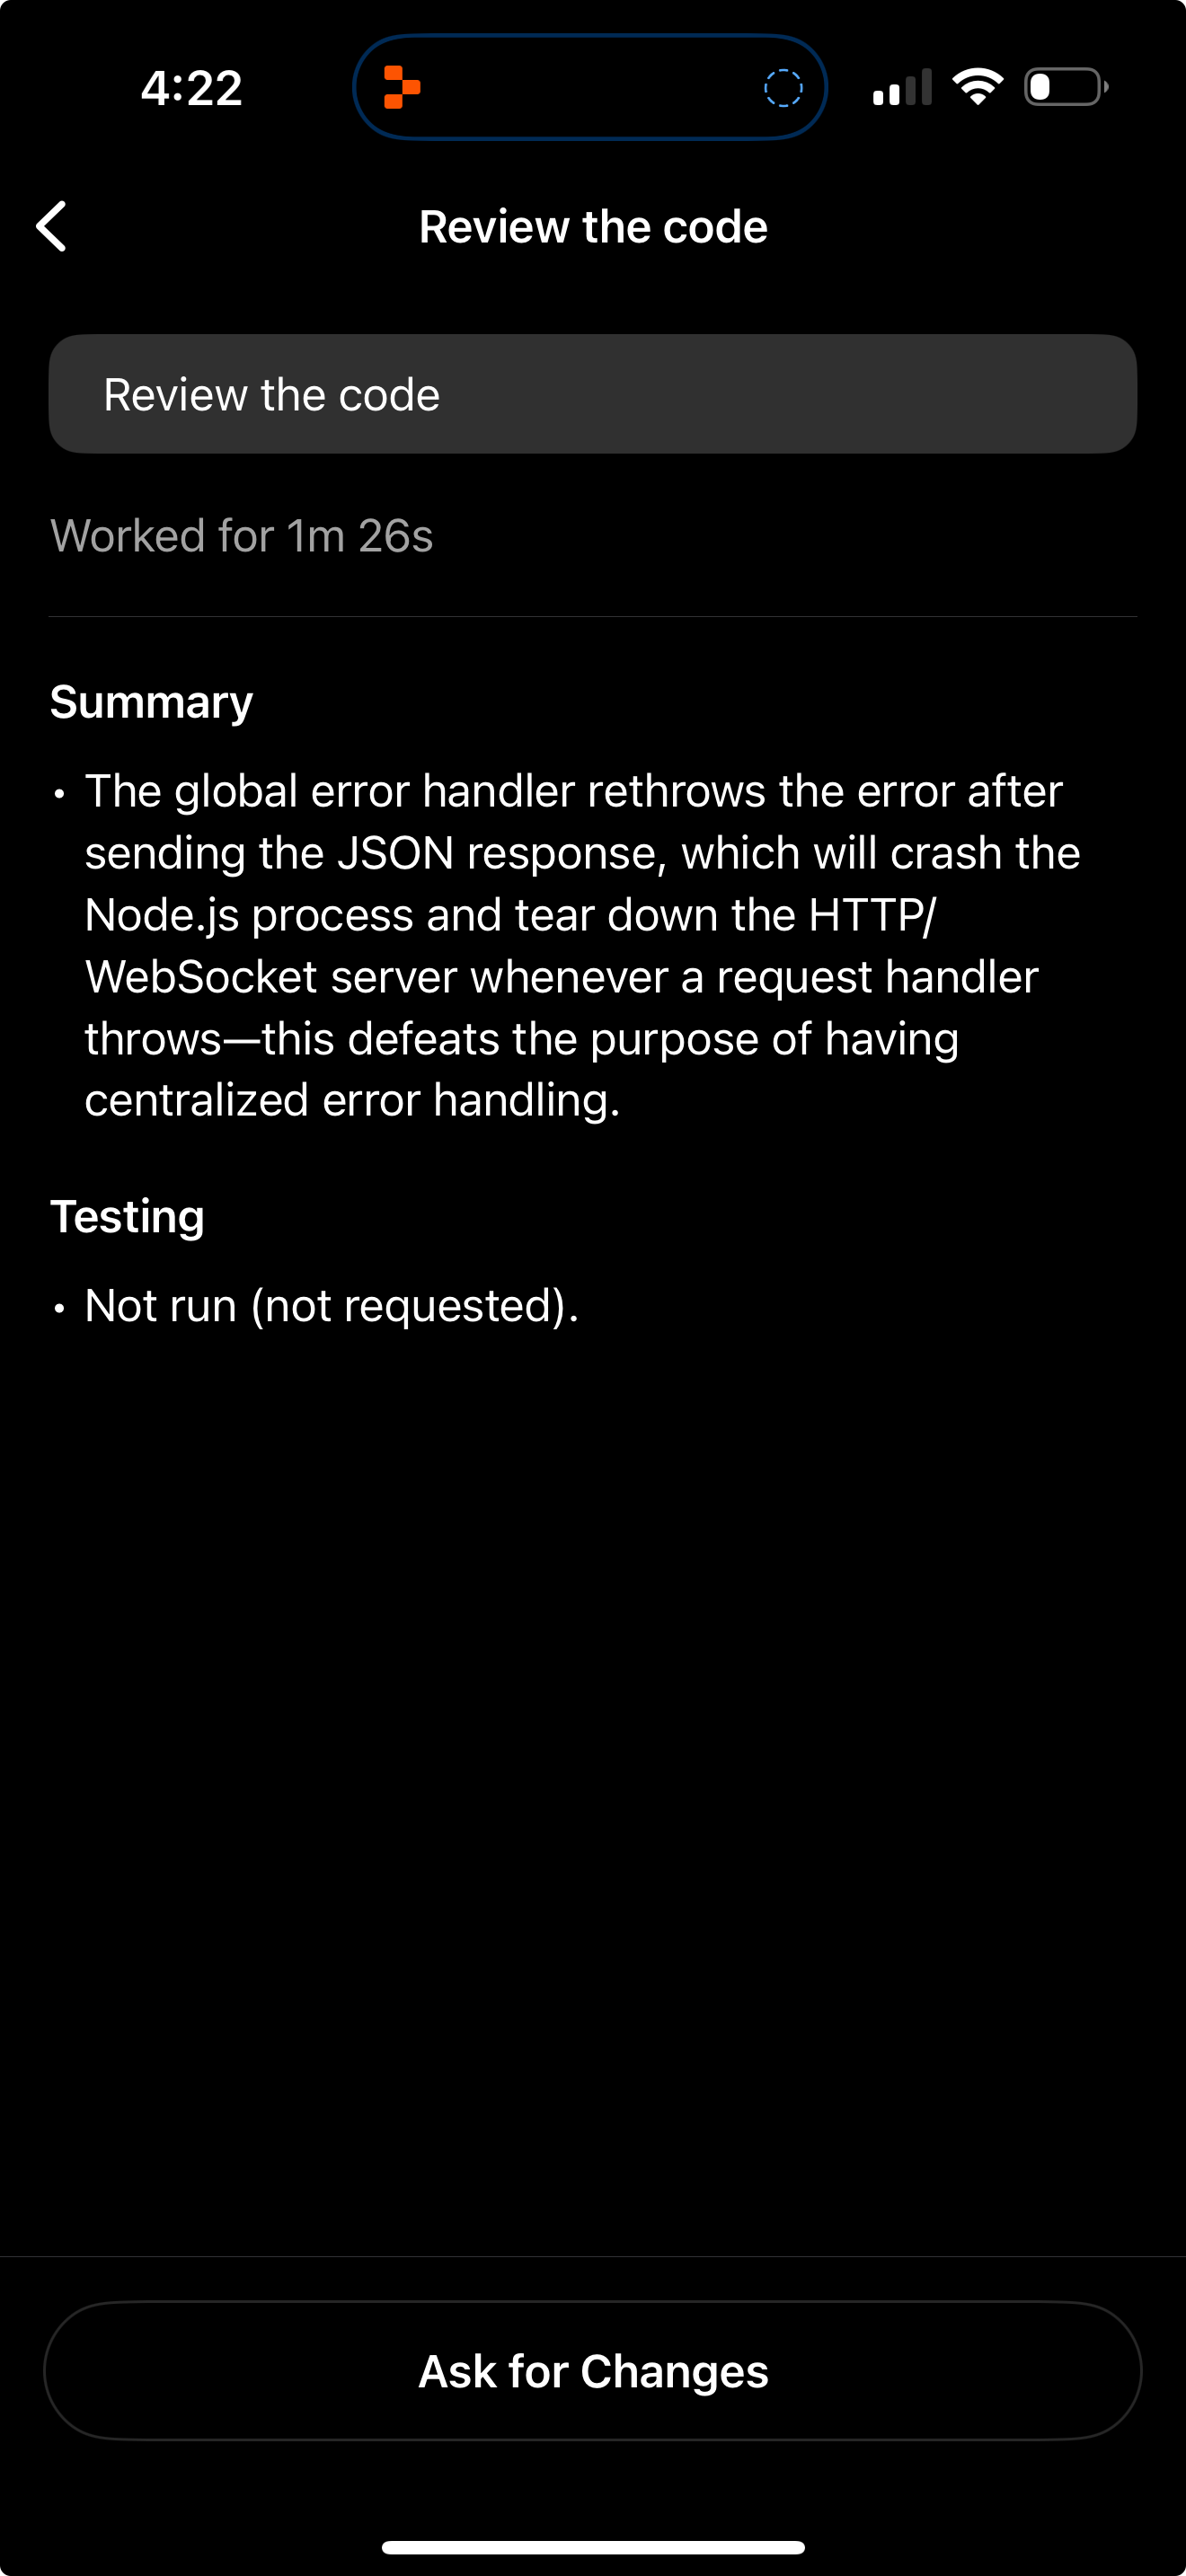 4:22
Review the code
Review the code
Worked for 1m 26s
Summary
• The global error handler rethrows the error after
sending the JSON response, which will crash the
Node.js process and tear down the HTTP/
WebSocket server whenever a request handler
throws—this defeats the purpose of having
centralized error handling.
Testing
• Not run (not requested).
Ask for Changes